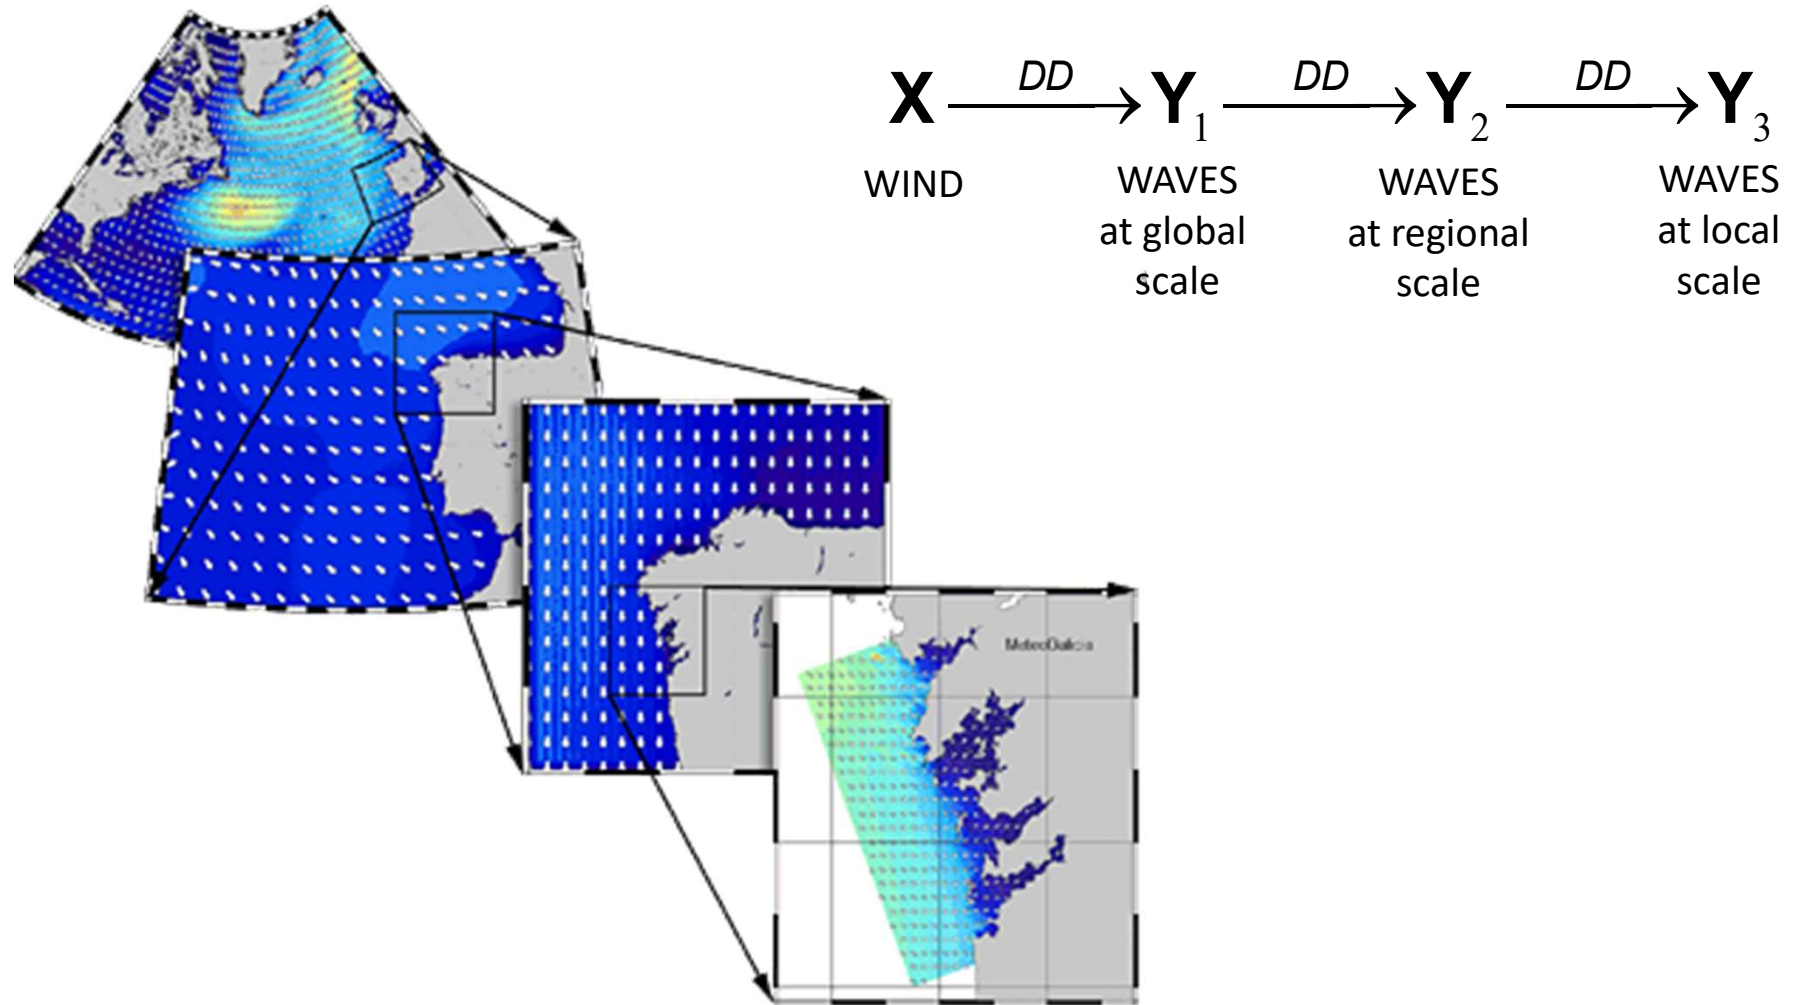 DD DD DD
X Y1 Y2 Y3
WIND
WAVES
at global
scale
WAVES
at regional
scale
WAVES
at local
scale
MeteoGalicia